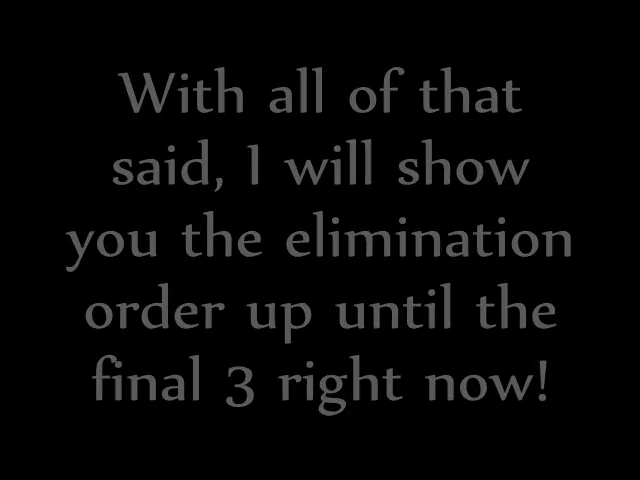 With all of that
said, I will show
you the elimination
order up until the
final 3 right now!